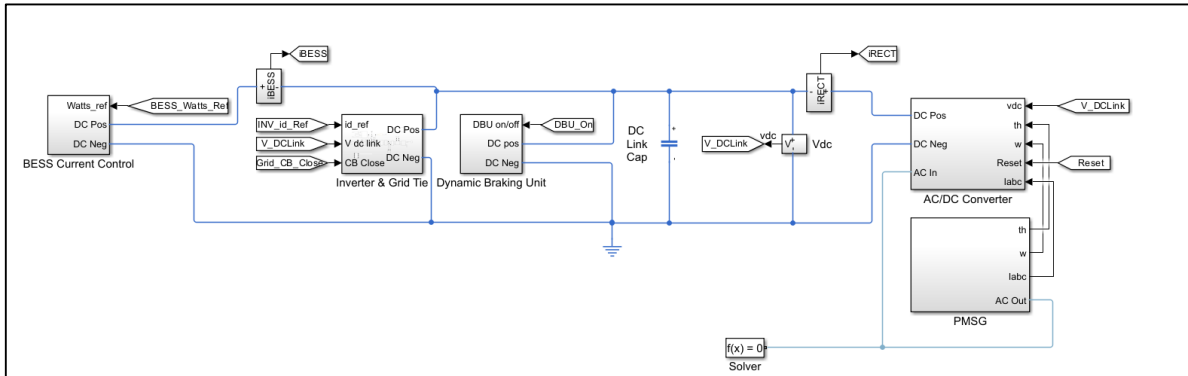 iBESS
iRECT
Watts_ref
BESS_Watts_Ref
DC Pos
DC Neg
BESS Current Control
+
-
iBESS
INV_id_Ref
V_DCLink
Grid_CB_Close
id_ref
V dc link
CB Close
DC Pos
DC Neg
Inverter & Grid Tie
DBU on/off
DC pos
DC Neg
DBU_On
Dynamic Braking Unit
DC
Link
Cap
+
-
V_DCLink
vdc
V
+
-
Vdc
-
+
iRECT
DC Pos
DC Neg
AC In
vdc
th
w
Reset
Iabc
AC/DC Converter
V_DCLink
Reset
th
w
Iabc
AC Out
PMSG
f(x) = 0
Solver